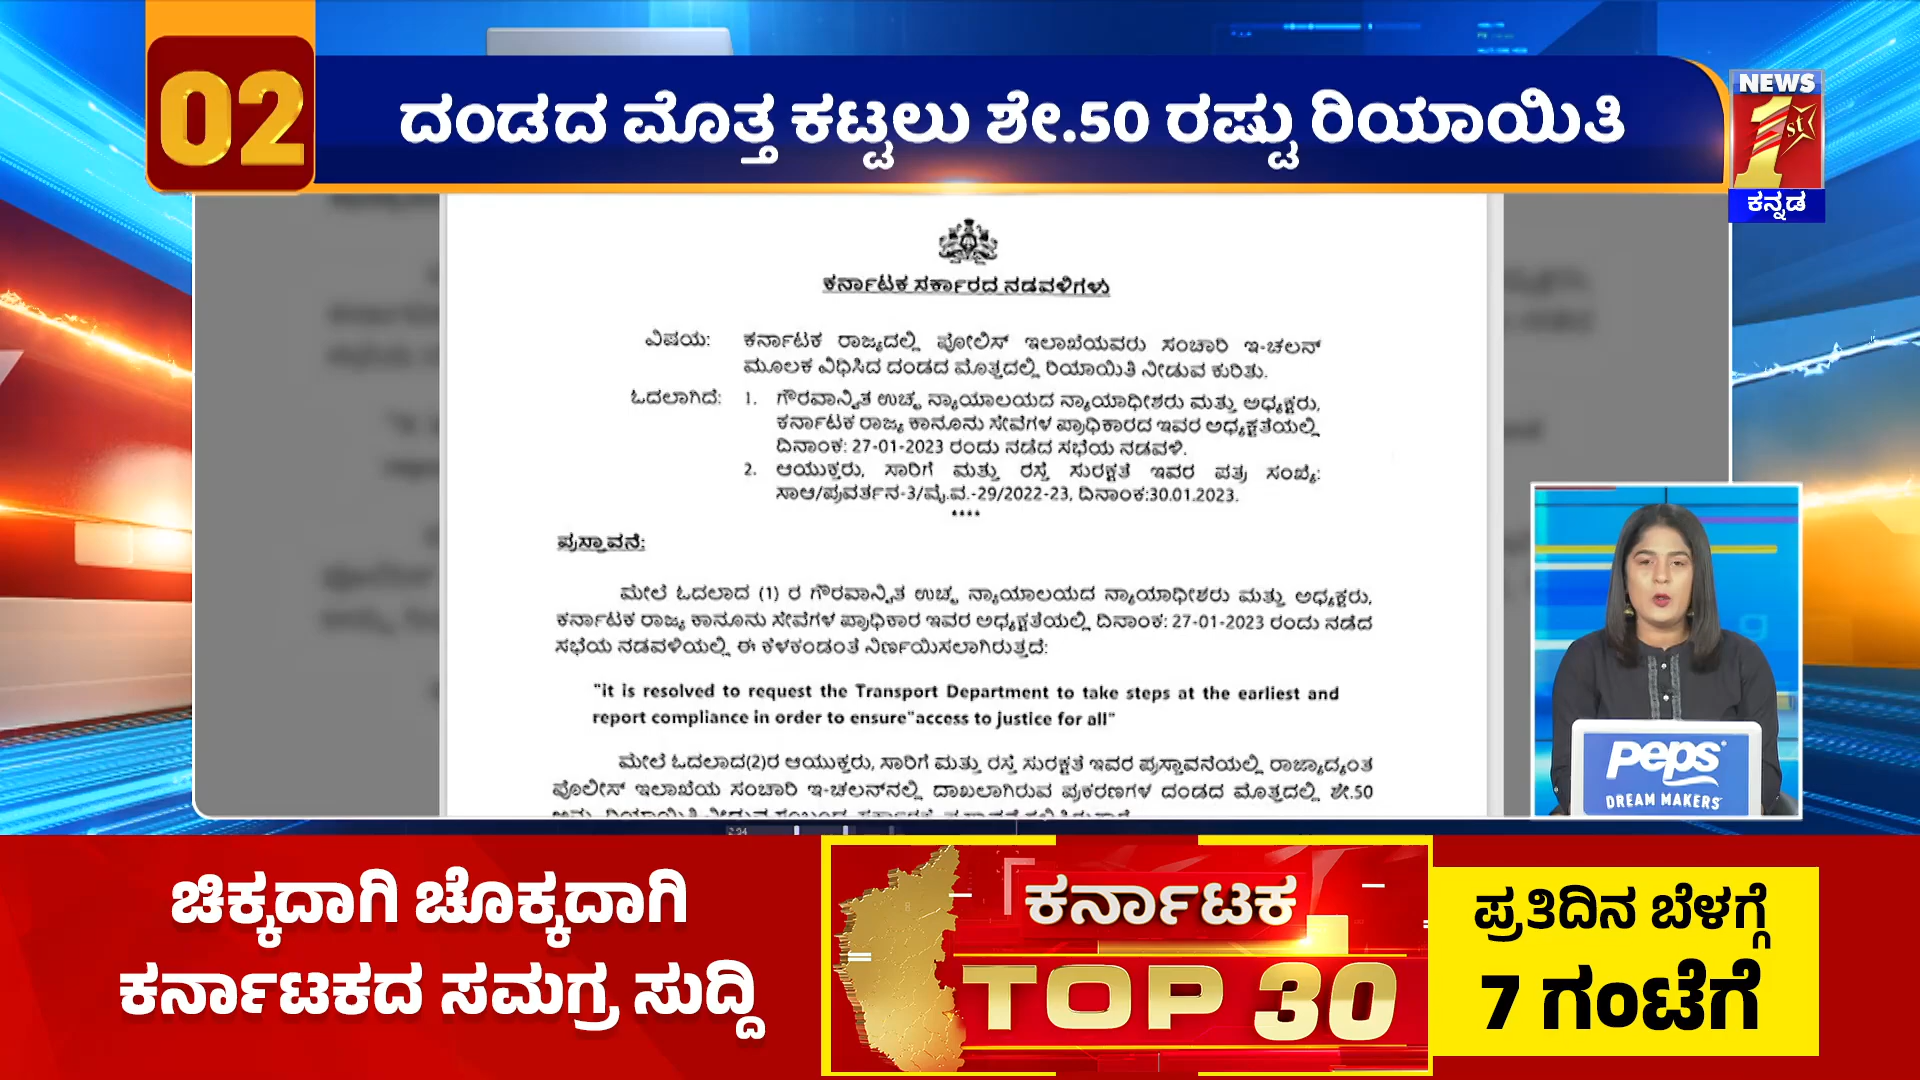 02
ದಂಡದ ಮೊತ್ತ ಕಟ್ಟಲು ಶೇ.50 ರಷ್ಟು ರಿಯಾಯಿತಿ
NEWS
1st
ಕನ್ನಡ
ಕರ್ನಾಟಕ ಸರ್ಕಾರದ ನಡವಳಿಗಳು
ವಿಷಯ: ಕರ್ನಾಟಕ ರಾಜ್ಯದಲ್ಲಿ ಪೋಲಿಸ್ ಇಲಾಖೆಯವರು ಸಂಚಾರಿ ಇ-ಚಲನ್
ಮೂಲಕ ವಿಧಿಸಿದ ದಂಡದ ಮೊತ್ತದಲ್ಲಿ ರಿಯಾಯಿತಿ ನೀಡುವ ಕುರಿತು.
ಓದಲಾಗಿದೆ: 1. ಗೌರವಾನ್ವಿತ ಉಚ್ಛ ನ್ಯಾಯಾಲಯದ ನ್ಯಾಯಾಧೀಶರು ಮತ್ತು ಅಧ್ಯಕ್ಷರು,
ಕರ್ನಾಟಕ ರಾಜ್ಯ ಕಾನೂನು ಸೇವೆಗಳ ಪ್ರಾಧಿಕಾರದ ಇವರ ಅಧ್ಯಕ್ಷತೆಯಲ್ಲಿ
ದಿನಾಂಕ: 27-01-2023 ರಂದು ನಡೆದ ಸಭೆಯ ನಡವಳಿ.
2. ಆಯುಕ್ತರು, ಸಾರಿಗೆ ಮತ್ತು ರಸ್ತೆ ಸುರಕ್ಷತೆ ಇವರ ಪತ್ರ ಸಂಖ್ಯೆ:
ಸಾಆ/ಪ್ರವರ್ತನ-3/ಮೈ.ವ.-29/2022-23, ದಿನಾಂಕ:30.01.2023.
****
ಪ್ರಸ್ತಾವನೆ:
ಮೇಲೆ ಓದಲಾದ (1) ರ ಗೌರವಾನ್ವಿತ ಉಚ್ಛ ನ್ಯಾಯಾಲಯದ ನ್ಯಾಯಾಧೀಶರು ಮತ್ತು ಅಧ್ಯಕ್ಷರು,
ಕರ್ನಾಟಕ ರಾಜ್ಯ ಕಾನೂನು ಸೇವೆಗಳ ಪ್ರಾಧಿಕಾರ ಇವರ ಅಧ್ಯಕ್ಷತೆಯಲ್ಲಿ ದಿನಾಂಕ: 27-01-2023 ರಂದು ನಡೆದ
ಸಭೆಯ ನಡವಳಿಯಲ್ಲಿ ಈ ಕೆಳಕಂಡಂತೆ ನಿರ್ಣಯಿಸಲಾಗಿರುತ್ತದೆ:
"it is resolved to request the Transport Department to take steps at the earliest and
report compliance in order to ensure"access to justice for all"
ಮೇಲೆ ಓದಲಾದ(2)ರ ಆಯುಕ್ತರು, ಸಾರಿಗೆ ಮತ್ತು ರಸ್ತೆ ಸುರಕ್ಷತೆ ಇವರ ಪ್ರಸ್ತಾವನೆಯಲ್ಲಿ ರಾಜ್ಯಾದ್ಯಂತ
ಪೊಲೀಸ್ ಇಲಾಖೆಯ ಸಂಚಾರಿ ಇ-ಚಲನ್‌ನಲ್ಲಿ ದಾಖಲಾಗಿರುವ ಪ್ರಕರಣಗಳ ದಂಡದ ಮೊತ್ತದಲ್ಲಿ ಶೇ.50
peps
DREAM MAKERS
ಚಿಕ್ಕದಾಗಿ ಚೊಕ್ಕದಾಗಿ
ಕರ್ನಾಟಕದ ಸಮಗ್ರ ಸುದ್ದಿ
ಕರ್ನಾಟಕ
TOP 30
ಪ್ರತಿದಿನ ಬೆಳಗ್ಗೆ
7 ಗಂಟೆಗೆ